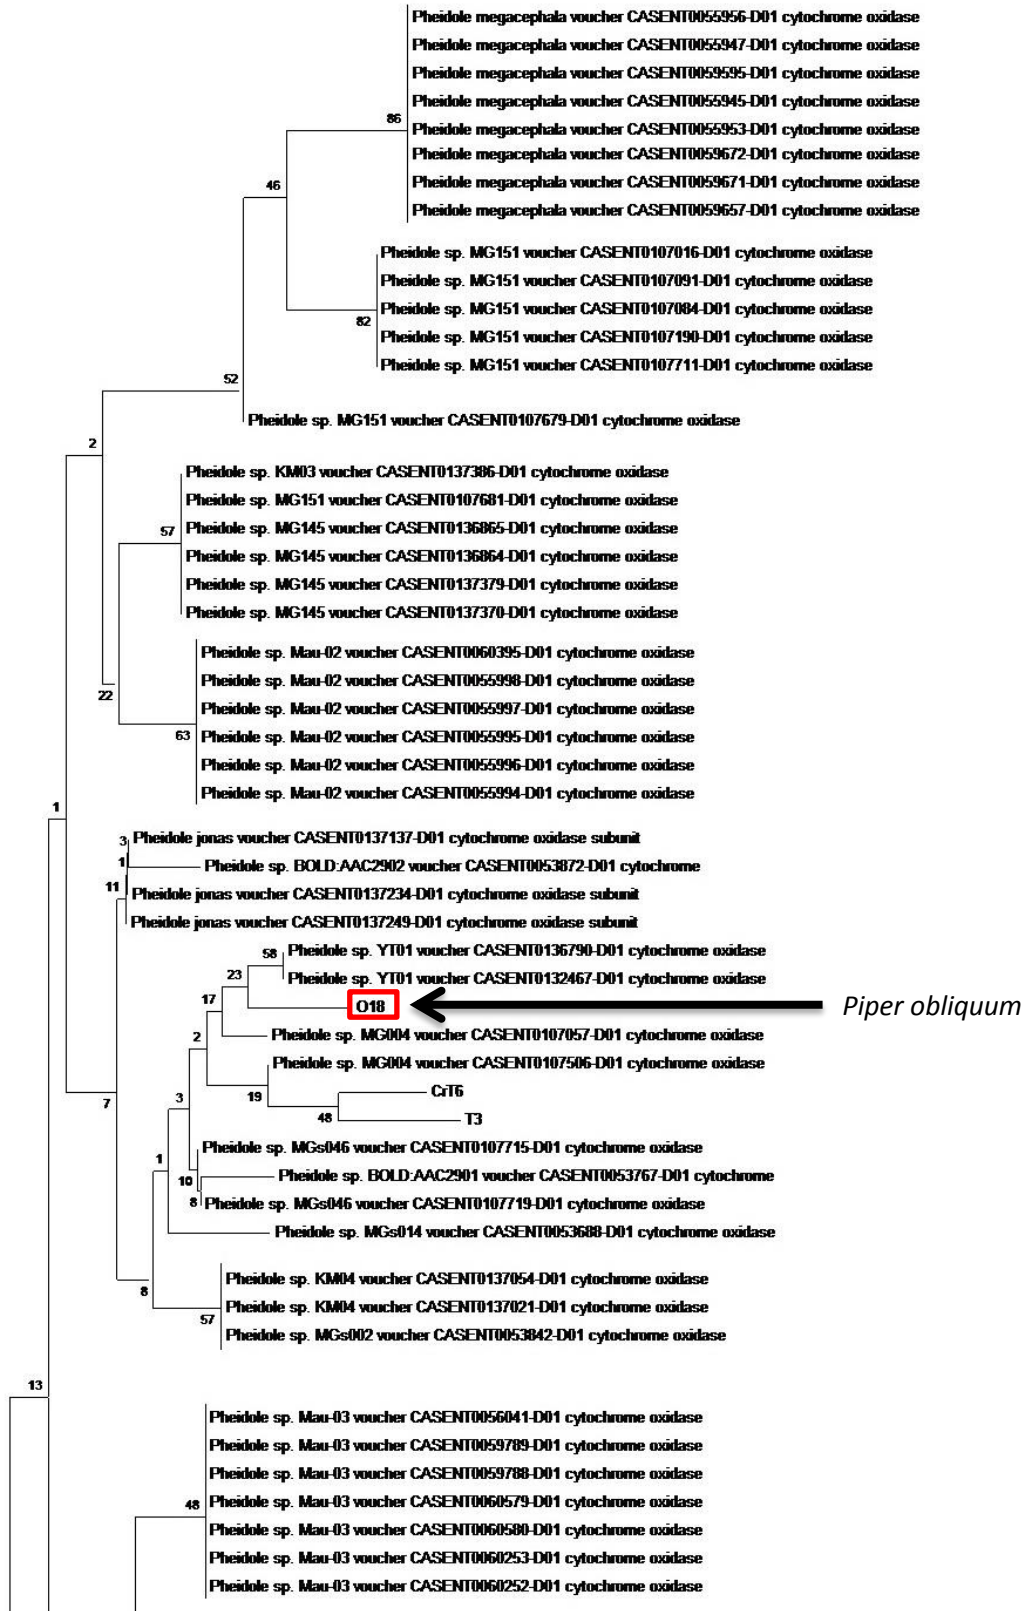 Pheidole megacephala voucher CASENT0055956-D01 cytochrome oxidase
Pheidole megacephala voucher CASENT0055947-D01 cytochrome oxidase
Pheidole megacephala voucher CASENT0059595-D01 cytochrome oxidase
Pheidole megacephala voucher CASENT0055945-D01 cytochrome oxidase
86
Pheidole megacephala voucher CASENT0055953-D01 cytochrome oxidase
Pheidole megacephala voucher CASENT0059672-D01 cytochrome oxidase
Pheidole megacephala voucher CASENT0059671-D01 cytochrome oxidase
46
Pheidole megacephala voucher CASENT0059657-D01 cytochrome oxidase
Pheidole sp. MG151 voucher CASENT0107016-D01 cytochrome oxidase
Pheidole sp. MG151 voucher CASENT0107091-D01 cytochrome oxidase
Pheidole sp. MG151 voucher CASENT0107084-D01 cytochrome oxidase
82
Pheidole sp. MG151 voucher CASENT0107190-D01 cytochrome oxidase
Pheidole sp. MG151 voucher CASENT0107711-D01 cytochrome oxidase
52
Pheidole sp. MG151 voucher CASENT0107679-D01 cytochrome oxidase
2
Pheidole sp. KM03 voucher CASENT0137386-D01 cytochrome oxidase
Pheidole sp. MG151 voucher CASENT0107681-D01 cytochrome oxidase
57
Pheidole sp. MG145 voucher CASENT0136865-D01 cytochrome oxidase
Pheidole sp. MG145 voucher CASENT0136864-D01 cytochrome oxidase
Pheidole sp. MG145 voucher CASENT0137379-D01 cytochrome oxidase
Pheidole sp. MG145 voucher CASENT0137370-D01 cytochrome oxidase
Pheidole sp. Mau-02 voucher CASENT0060395-D01 cytochrome oxidase
Pheidole sp. Mau-02 voucher CASENT0055998-D01 cytochrome oxidase
22
Pheidole sp. Mau-02 voucher CASENT0055997-D01 cytochrome oxidase
63
Pheidole sp. Mau-02 voucher CASENT0055995-D01 cytochrome oxidase
Pheidole sp. Mau-02 voucher CASENT0055996-D01 cytochrome oxidase
Pheidole sp. Mau-02 voucher CASENT0055994-D01 cytochrome oxidase
1
3
Pheidole jonas voucher CASENT0137137-D01 cytochrome oxidase subunit
1
Pheidole sp. BOLD:AAC2902 voucher CASENT0053872-D01 cytochrome
11
Pheidole jonas voucher CASENT0137234-D01 cytochrome oxidase subunit
Pheidole jonas voucher CASENT0137249-D01 cytochrome oxidase subunit
58
Pheidole sp. YT01 voucher CASENT0136790-D01 cytochrome oxidase
23
Pheidole sp. YT01 voucher CASENT0132467-D01 cytochrome oxidase
17
O18
Piper obliquum
2
Pheidole sp. MG004 voucher CASENT0107057-D01 cytochrome oxidase
Pheidole sp. MG004 voucher CASENT0107506-D01 cytochrome oxidase
19
CrT6
3
7
48
T3
Pheidole sp. MGs046 voucher CASENT0107715-D01 cytochrome oxidase
1
10
Pheidole sp. BOLD:AAC2901 voucher CASENT0053767-D01 cytochrome
8
Pheidole sp. MGs046 voucher CASENT0107719-D01 cytochrome oxidase
Pheidole sp. MGs014 voucher CASENT0053688-D01 cytochrome oxidase
Pheidole sp. KM04 voucher CASENT0137054-D01 cytochrome oxidase
8
Pheidole sp. KM04 voucher CASENT0137021-D01 cytochrome oxidase
57
Pheidole sp. MGs002 voucher CASENT0053842-D01 cytochrome oxidase
13
Pheidole sp. Mau-03 voucher CASENT0056041-D01 cytochrome oxidase
Pheidole sp. Mau-03 voucher CASENT0059789-D01 cytochrome oxidase
Pheidole sp. Mau-03 voucher CASENT0059788-D01 cytochrome oxidase
48
Pheidole sp. Mau-03 voucher CASENT0060579-D01 cytochrome oxidase
Pheidole sp. Mau-03 voucher CASENT0060580-D01 cytochrome oxidase
Pheidole sp. Mau-03 voucher CASENT0060253-D01 cytochrome oxidase
Pheidole sp. Mau-03 voucher CASENT0060252-D01 cytochrome oxidase